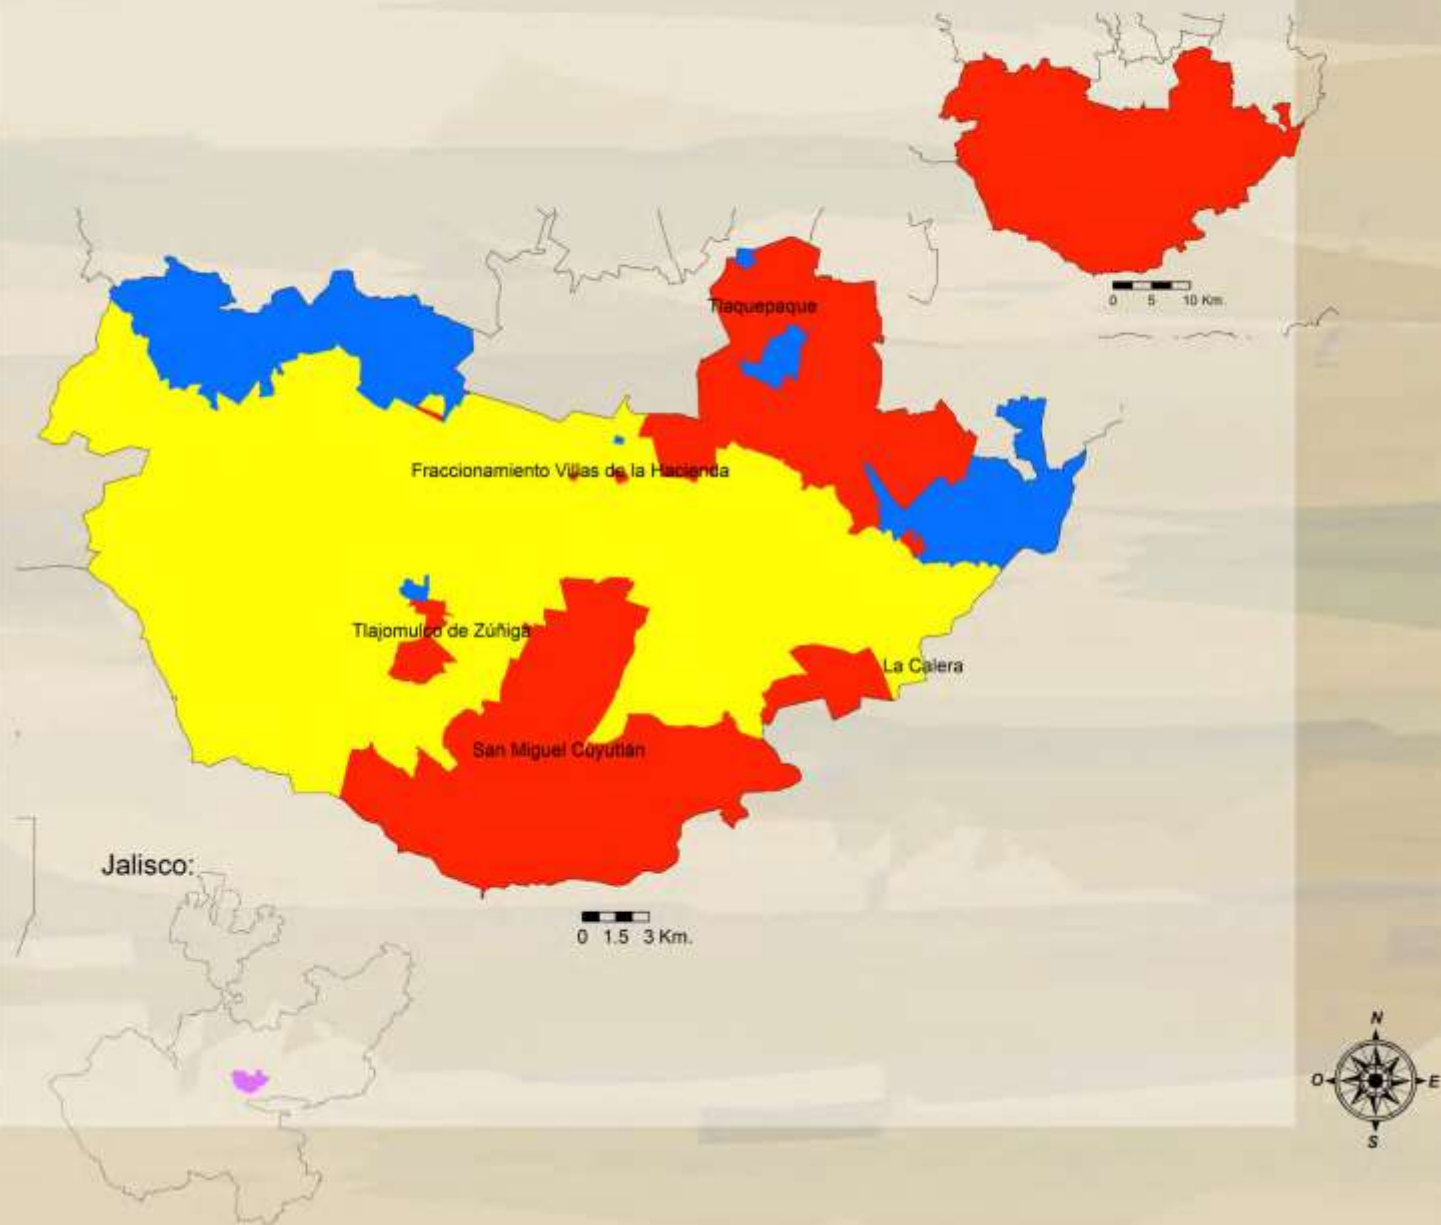 0 5 10 Km.
Tlaquepaque
Fraccionamiento Villas de la Hacienda
Tlajomulco de Zúñiga
La Calera
San Miguel Cuyutlán
Jalisco:
0 1.5 3 Km.
N
O E
S